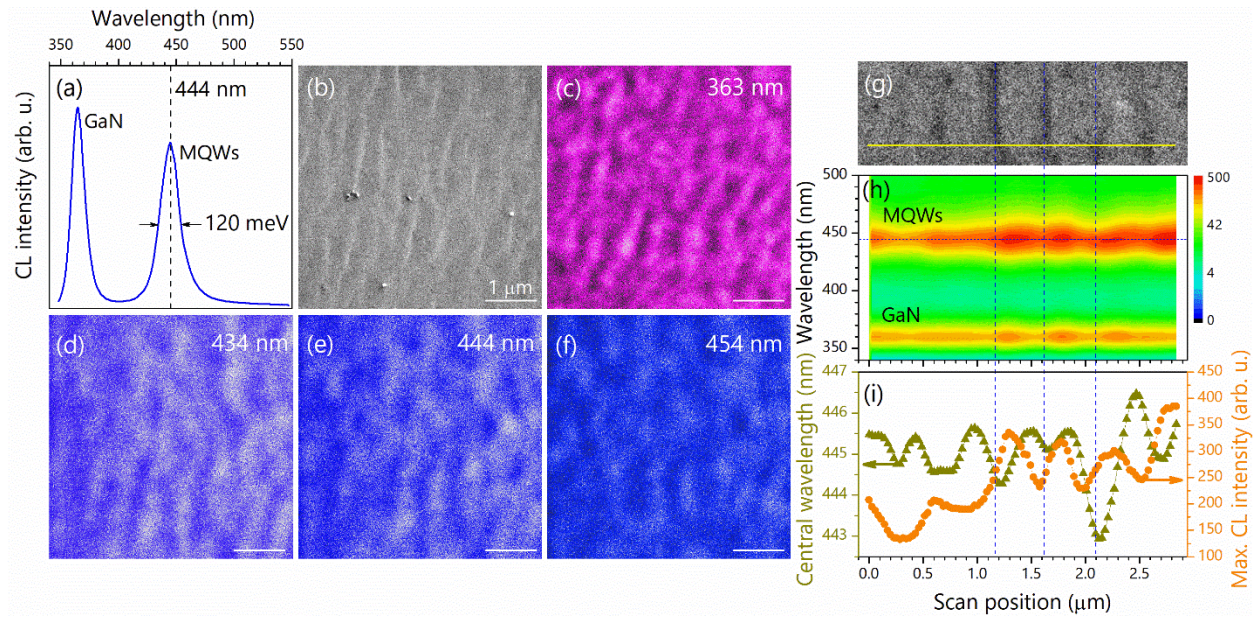 Wavelength (nm)
350 400 450 500 550
CL intensity (arb. u.)
(a)
444 nm
GaN
MQWs
120 meV
(b)
1 μm
(c)
363 nm
(d)
434 nm
(e)
444 nm
(f)
454 nm
(g)
(h)
Wavelength (nm)
500
450
400
350
MQWs
GaN
500
42
4
0
(i)
Central wavelength (nm)
447
446
445
444
443
Max. CL intensity (arb. u.)
450
400
350
300
250
200
150
100
0.0 0.5 1.0 1.5 2.0 2.5
Scan position (μm)